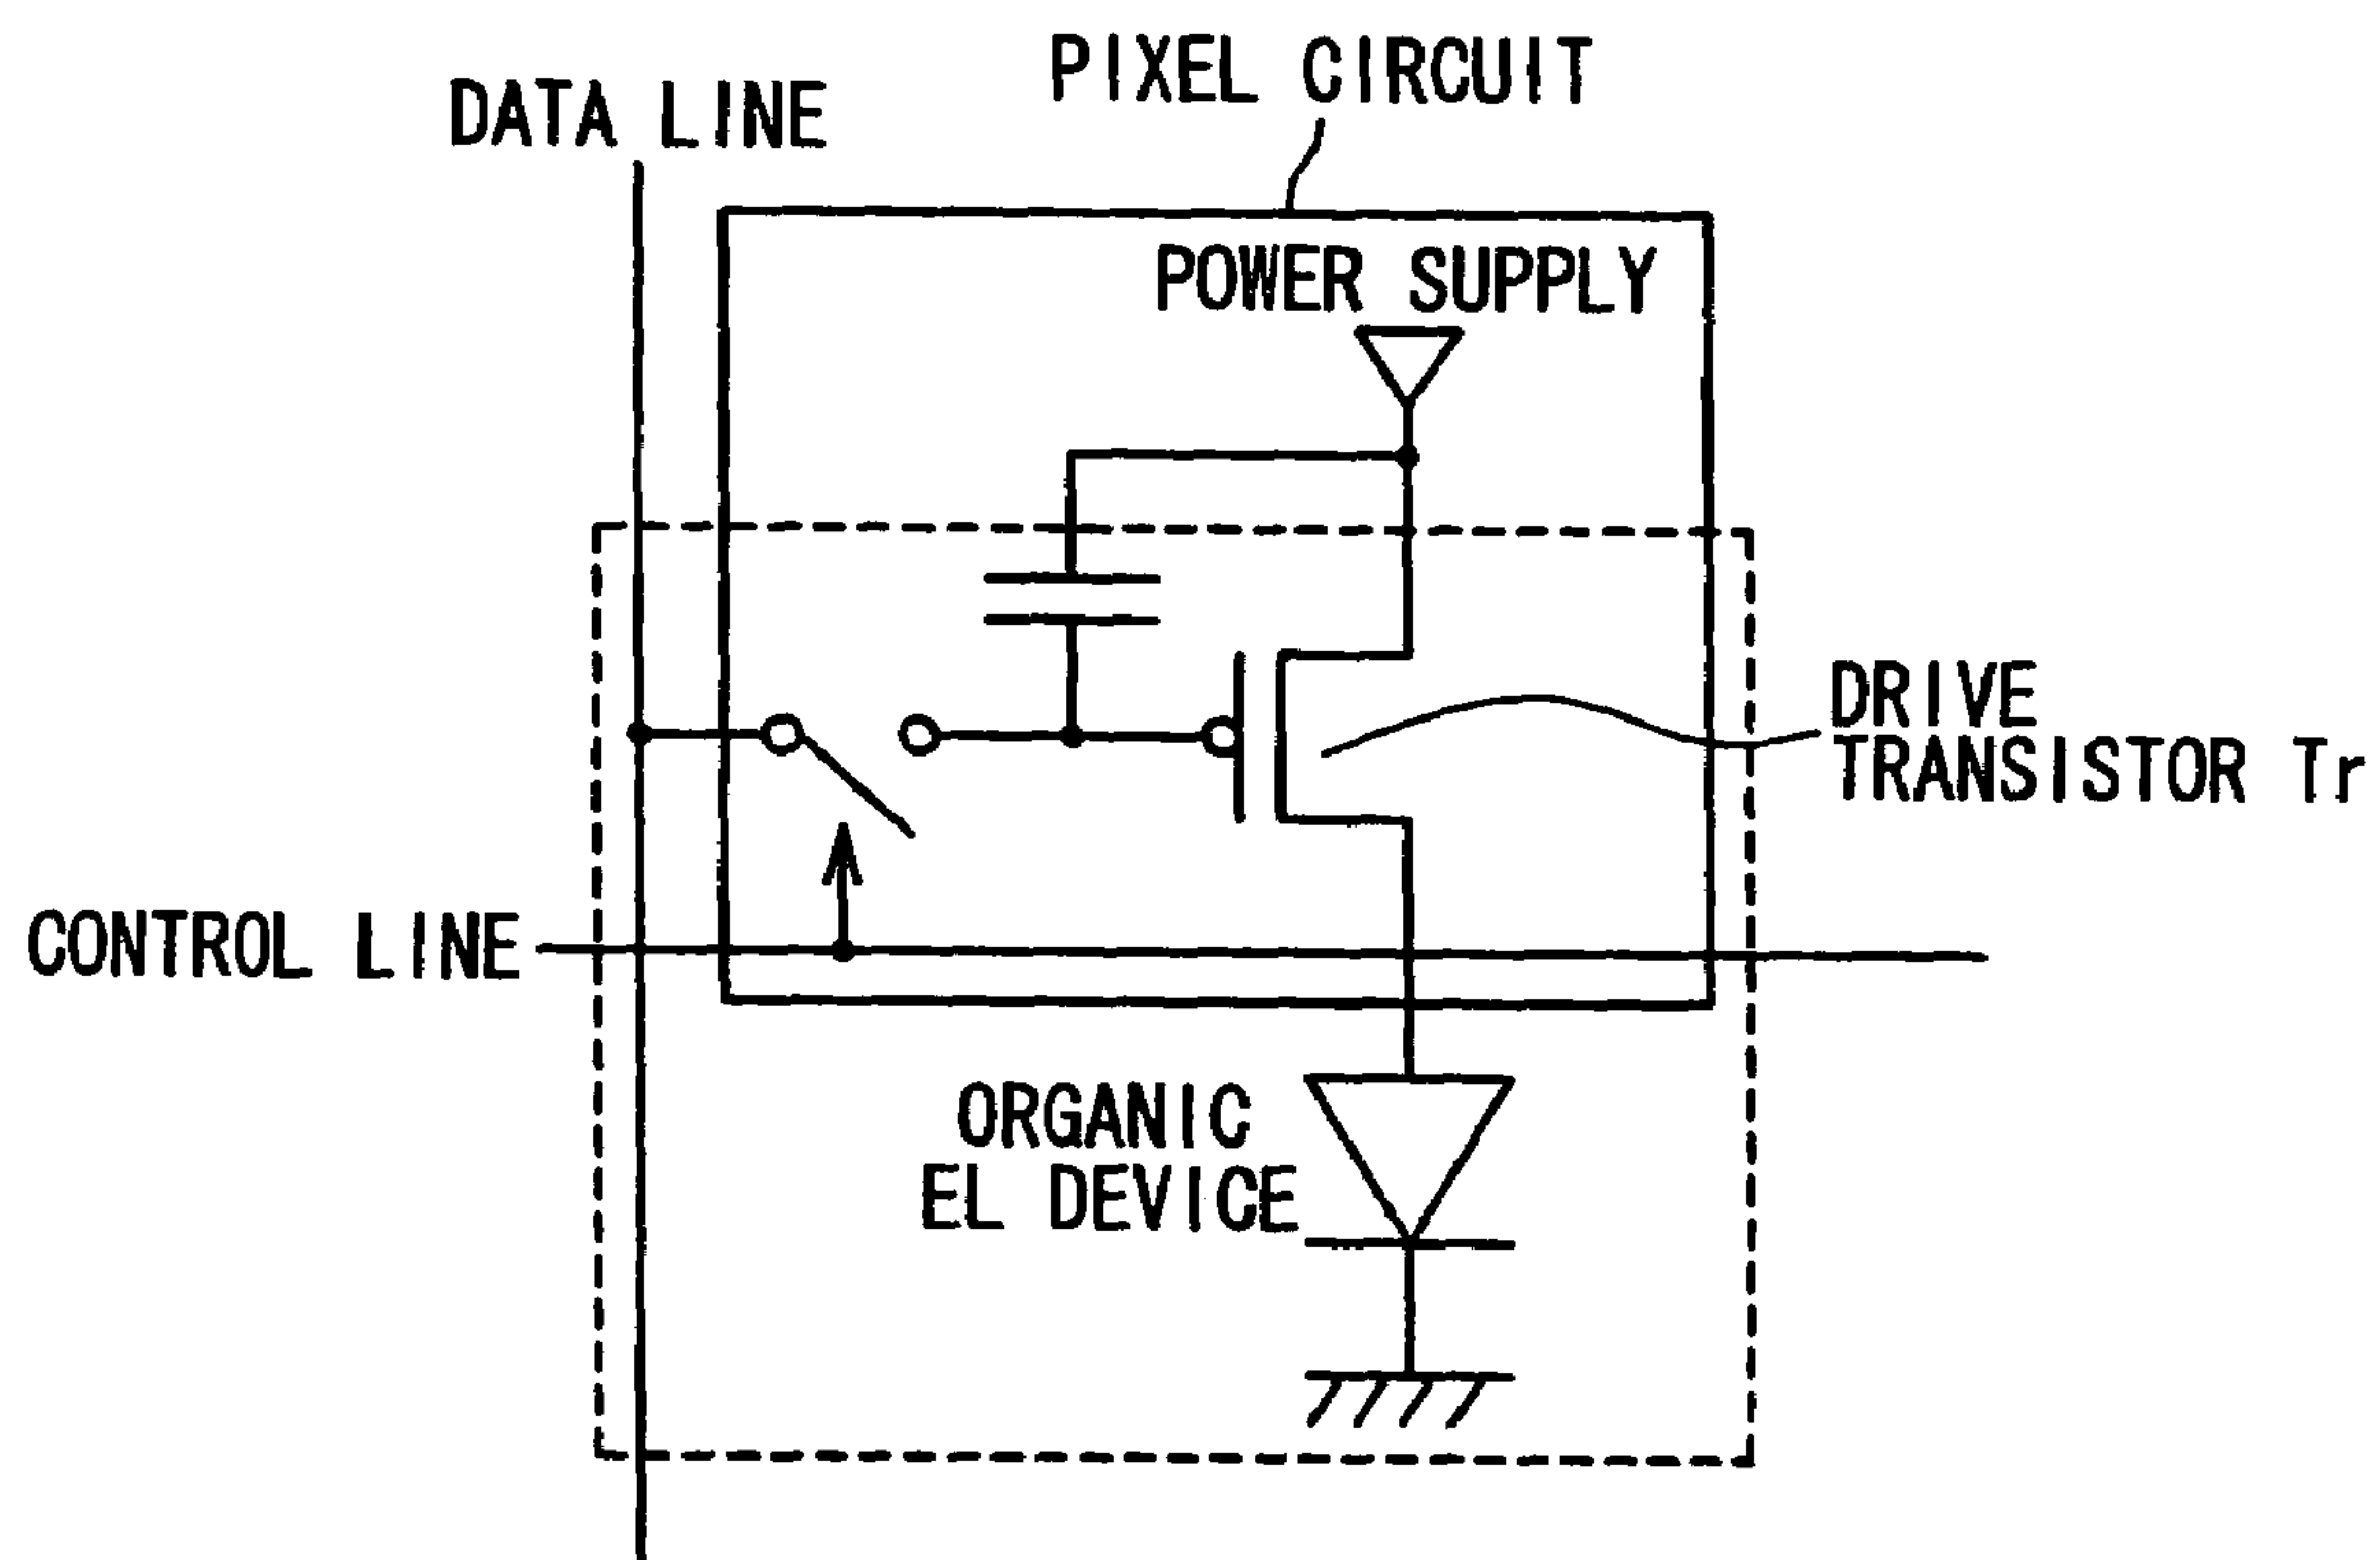 PIXEL CIRCUIT
DATA LINE
POWER SUPPLY
DRIVE
TRANSISTOR Tr
CONTROL LINE
ORGANIC
EL DEVICE